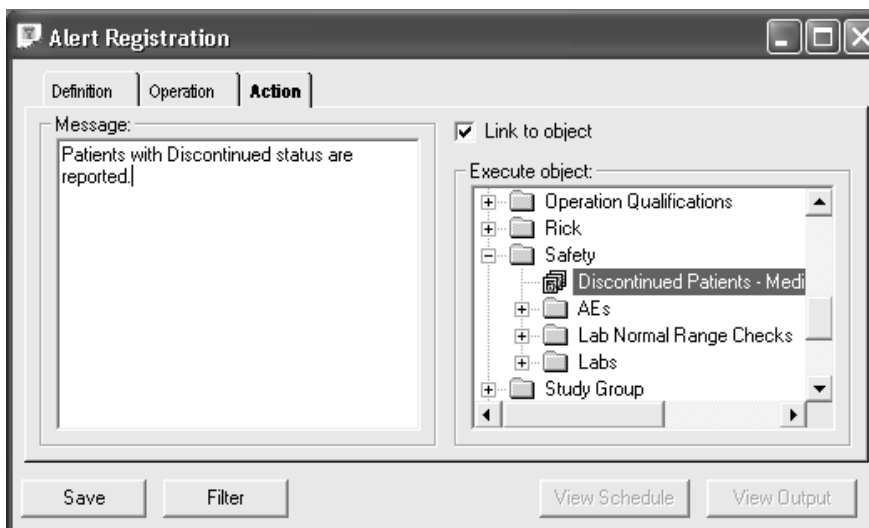 Alert Registration
Definition
Operation
Action
Message:
Patients with Discontinued status are
reported.
Link to object
Execute object:
Operation Qualifications
Rick
Safety
Discontinued Patients - Medi
AEs
Lab Normal Range Checks
Labs
Study Group
Save
Filter
View Schedule
View Output